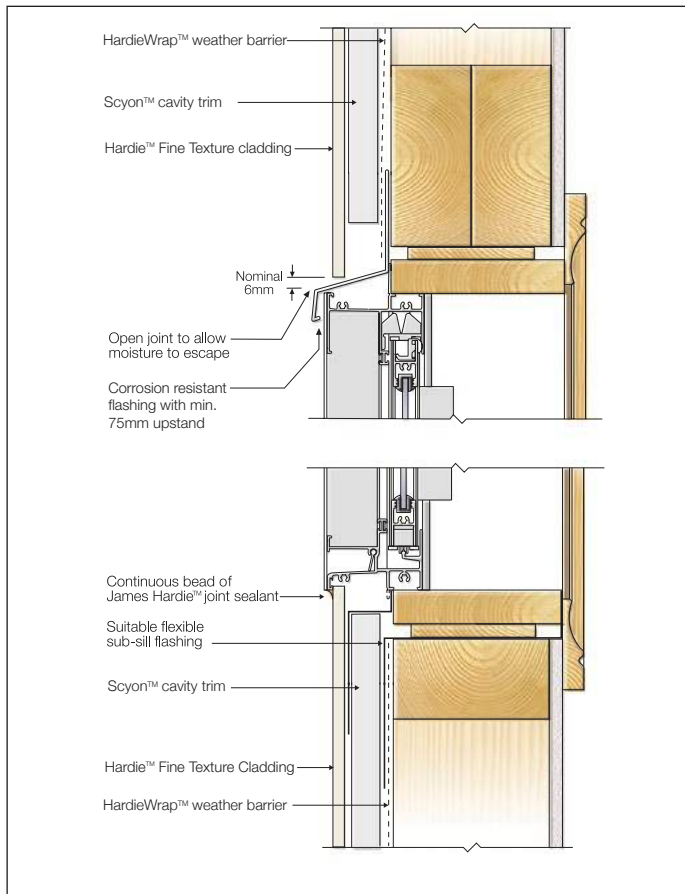 HardieWrap™ weather barrier
Scyon™ cavity trim
Hardie™ Fine Texture cladding
Nominal
6mm
Open joint to allow
moisture to escape
Corrosion resistant
flashing with min.
75mm upstand
Continuous bead of
James Hardie™ joint sealant
Suitable flexible
sub-sill flashing
Scyon™ cavity trim
Hardie™ Fine Texture Cladding
HardieWrap™ weather barrier